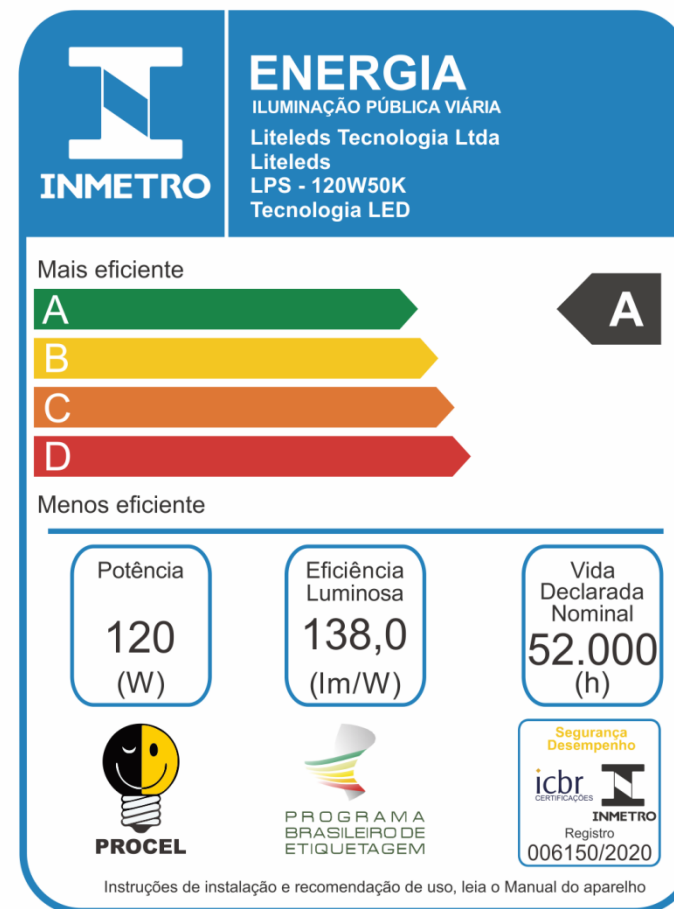 INMETRO
ENERGIA
ILUMINAÇÃO PÚBLICA VIÁRIA
Liteleds Tecnologia Ltda
Liteleds
LPS - 120W50K
Tecnologia LED
Mais eficiente
A
A
B
C
D
Menos eficiente
Potência
120
(W)
Eficiência
Luminosa
138,0
(lm/W)
Vida
Declarada
Nominal
52.000
(h)
PROCEL
PROGRAMA
BRASILEIRO DE
ETIQUETAGEM
Segurança
Desempenho
icbr
CERTIFICAÇÕES
INMETRO
Registro
006150/2020
Instruções de instalação e recomendação de uso, leia o Manual do aparelho